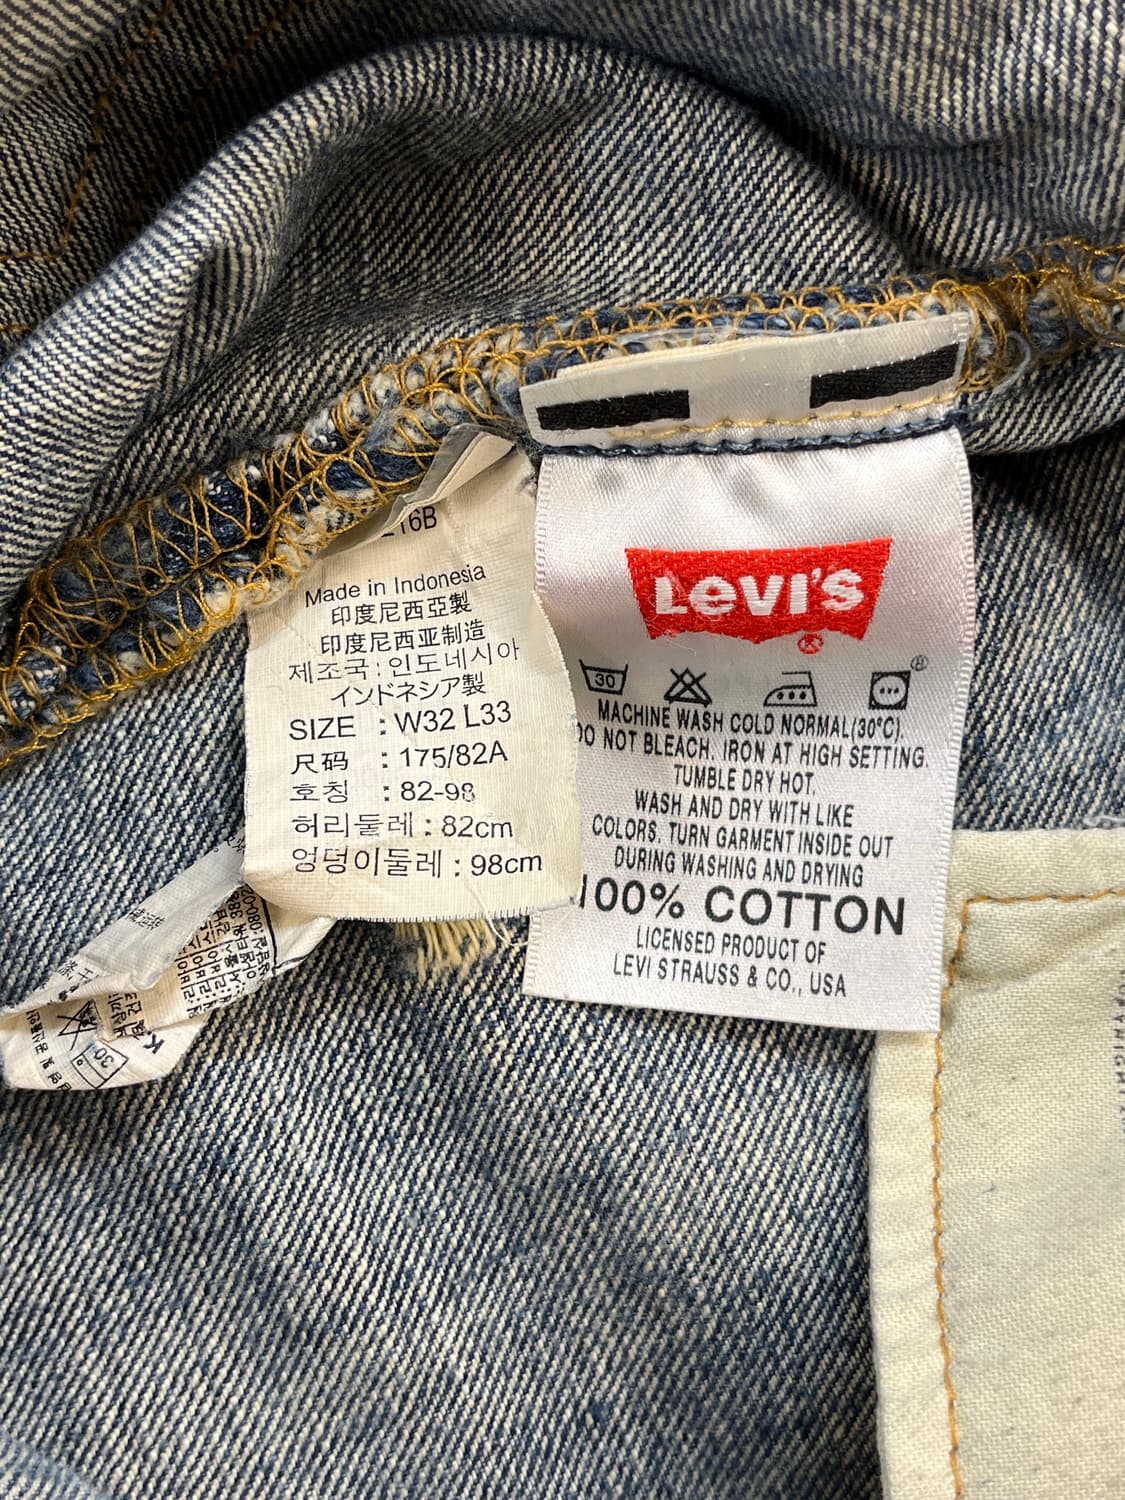 16B
Made in Indonesia
印度尼西亞製
印度尼西亚制造
제조국: 인도네시아
インドネシア製
SIZE : W32 L33
尺码 : 175/82A
호칭 : 82-98
허리둘레 : 82cm
엉덩이둘레 : 98cm
LEVI'S
®
30
®
MACHINE WASH COLD NORMAL(30°C).
DO NOT BLEACH. IRON AT HIGH SETTING.
TUMBLE DRY HOT.
WASH AND DRY WITH LIKE
COLORS. TURN GARMENT INSIDE OUT
DURING WASHING AND DRYING
100% COTTON
LICENSED PRODUCT OF
LEVI STRAUSS & CO., USA
30
K.